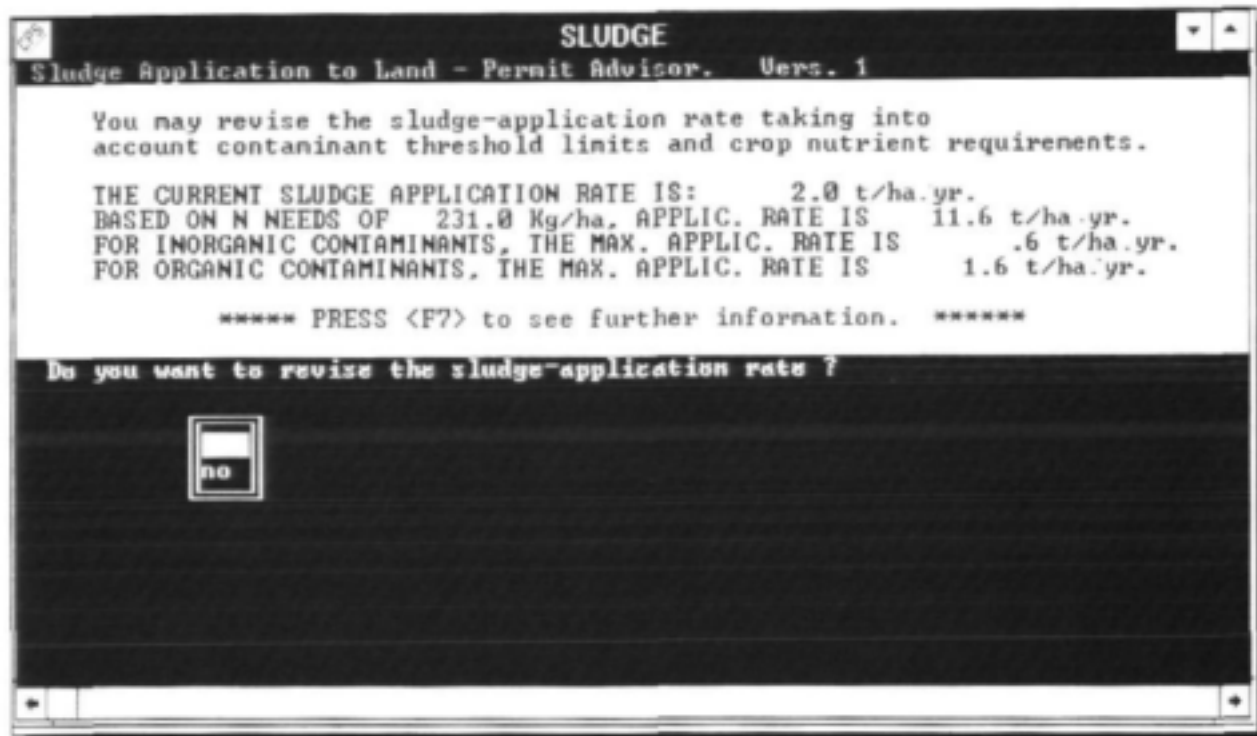 SLUDGE
Sludge Application to Land - Permit Advisor. Vers. 1
You may revise the sludge-application rate taking into
account contaminant threshold limits and crop nutrient requirements.
THE CURRENT SLUDGE APPLICATION RATE IS: 2.0 t/ha.yr.
BASED ON N NEEDS OF 231.0 Kg/ha, APPLIC. RATE IS 11.6 t/ha.yr.
FOR INORGANIC CONTAMINANTS, THE MAX. APPLIC. RATE IS .6 t/ha.yr.
FOR ORGANIC CONTAMINANTS, THE MAX. APPLIC. RATE IS 1.6 t/ha.yr.
***** PRESS <F7> to see further information. ******
Do you want to revise the sludge-application rate ?
no